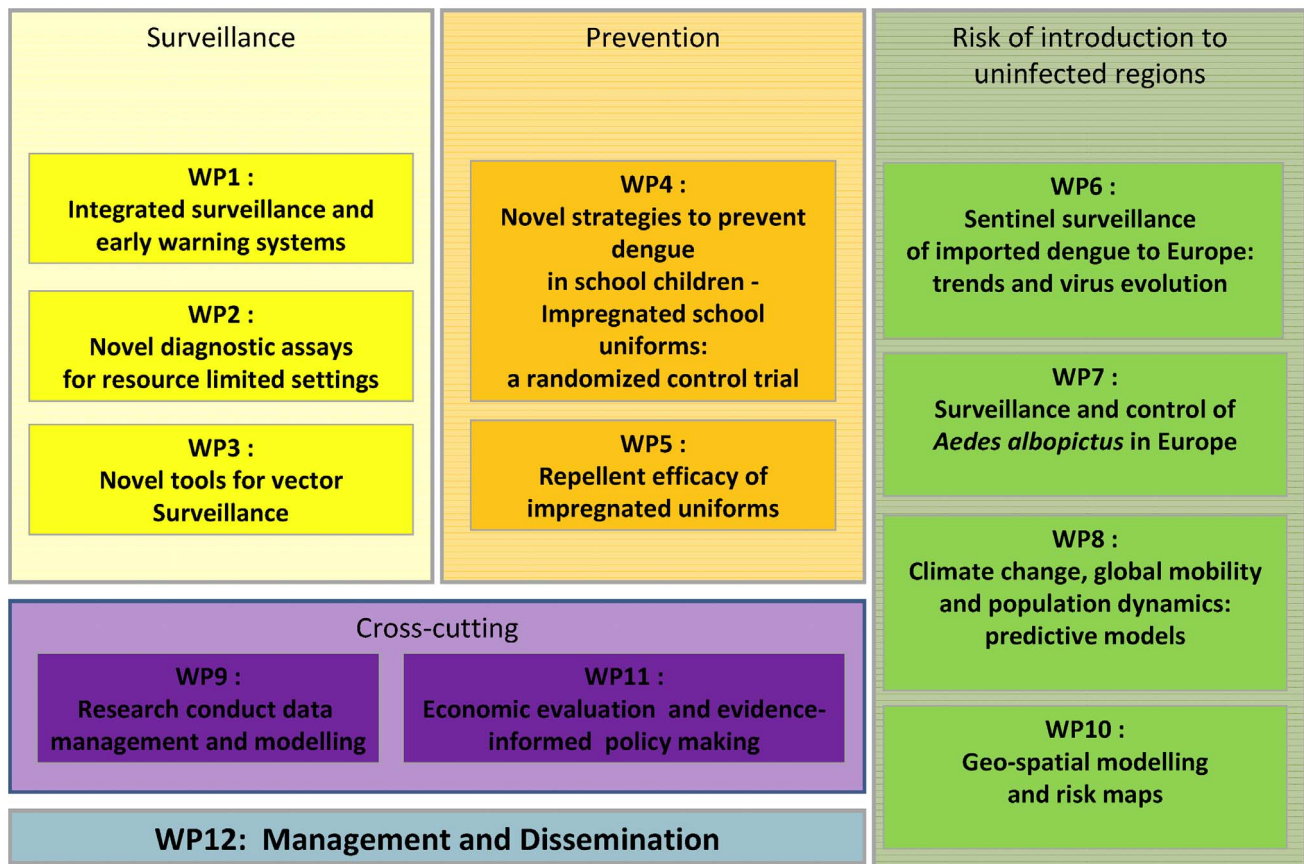 Surveillance
WP1 :
Integrated surveillance and
early warning systems
WP2 :
Novel diagnostic assays
for resource limited settings
WP3 :
Novel tools for vector
Surveillance
Prevention
WP4 :
Novel strategies to prevent
dengue
in school children -
Impregnated school
uniforms:
a randomized control trial
WP5 :
Repellent efficacy of
impregnated uniforms
Risk of introduction to
uninfected regions
WP6 :
Sentinel surveillance
of imported dengue to Europe:
trends and virus evolution
WP7 :
Surveillance and control of
Aedes albopictus in Europe
WP8 :
Climate change, global mobility
and population dynamics:
predictive models
WP10 :
Geo-spatial modelling
and risk maps
Cross-cutting
WP9 :
Research conduct data
management and modelling
WP11 :
Economic evaluation and evidence-
informed policy making
WP12: Management and Dissemination